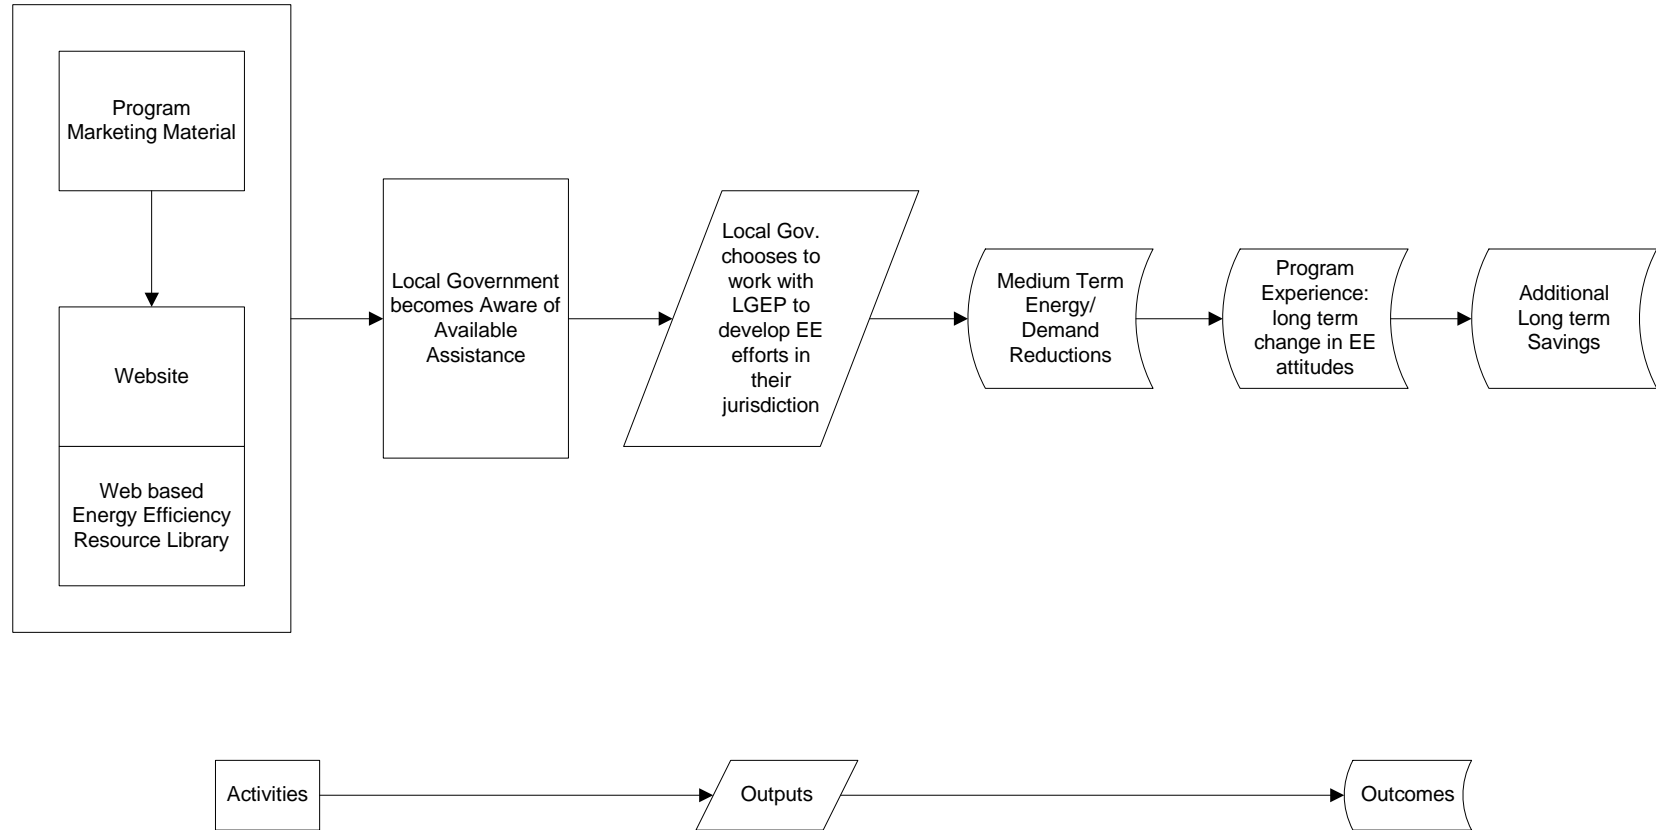 Program
Marketing Material
Website
Web based
Energy Efficiency
Resource Library
Local Government
becomes Aware of
Available
Assistance
Local Gov.
chooses to
work with
LGEP to
develop EE
efforts in
their
jurisdiction
Medium Term
Energy/
Demand
Reductions
Program
Experience:
long term
change in EE
attitudes
Additional
Long term
Savings
Activities
Outputs
Outcomes